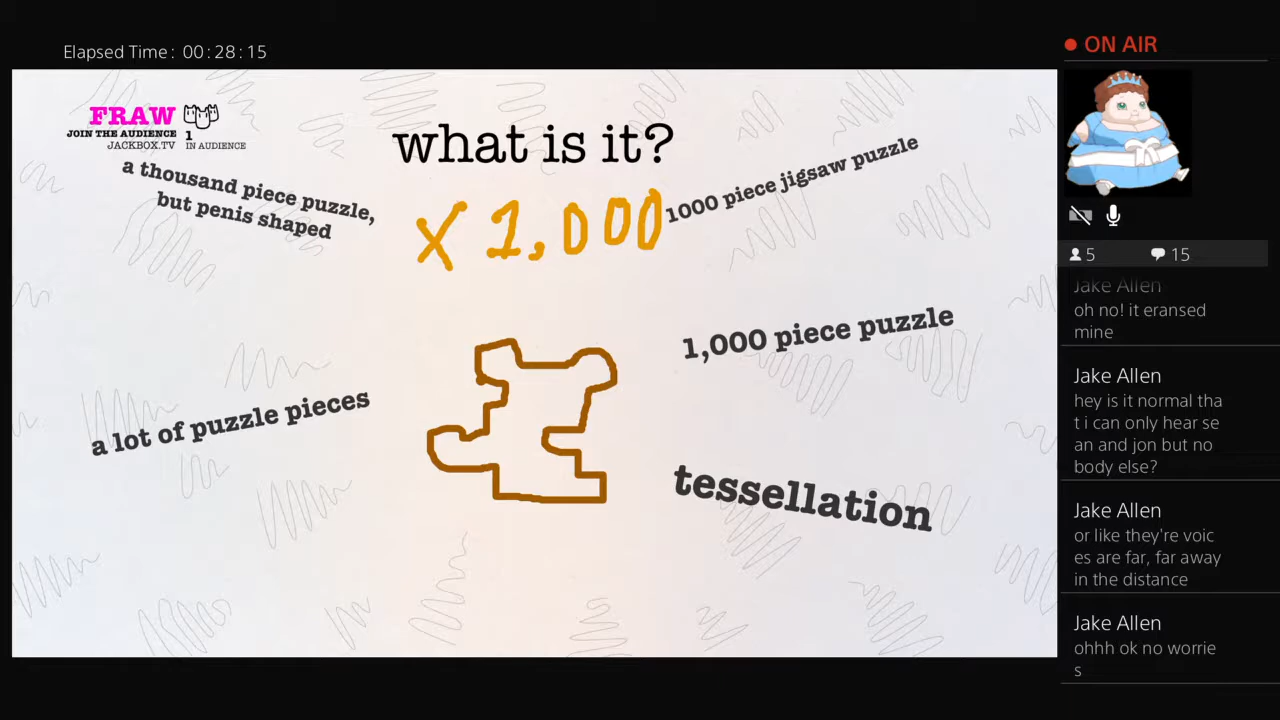 Elapsed Time: 00:28:15
ON AIR
FRAW
JOIN THE AUDIENCE
JACKBOX.TV
1
IN AUDIENCE
what is it?
a thousand piece puzzle,
but penis shaped
x 1,000
1000 piece jigsaw puzzle
1,000 piece puzzle
a lot of puzzle pieces
tessellation
5
15
Jake Allen
oh no! it eransed
mine
Jake Allen
hey is it normal tha
t i can only hear se
an and jon but no
body else?
Jake Allen
or like they're voic
es are far, far away
in the distance
Jake Allen
ohhh ok no worrie
s